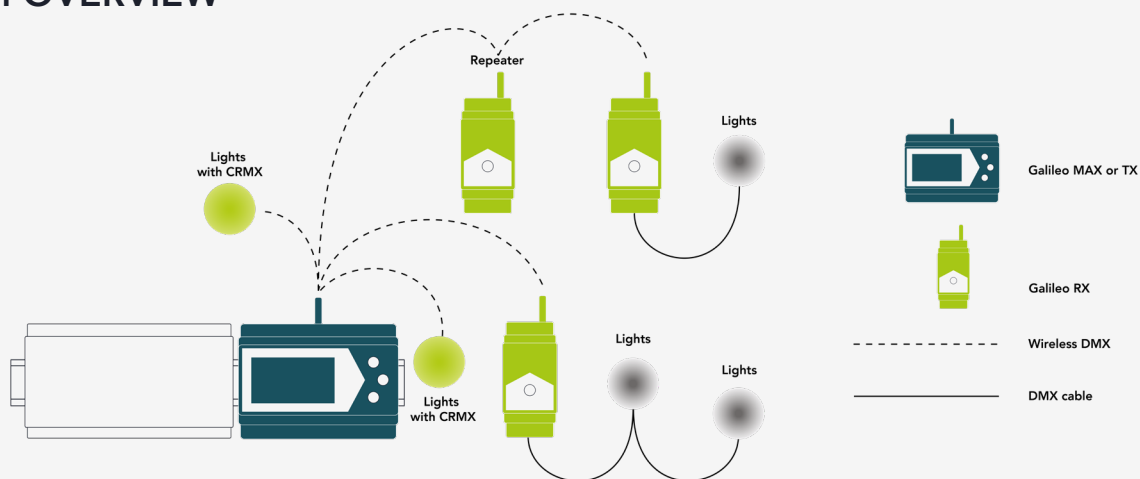 OVERVIEW
Repeater
Lights
Lights
with CRMX
Galileo MAX or TX
Galileo RX
Lights
Wireless DMX
Lights
DMX cable
Lights
with CRMX